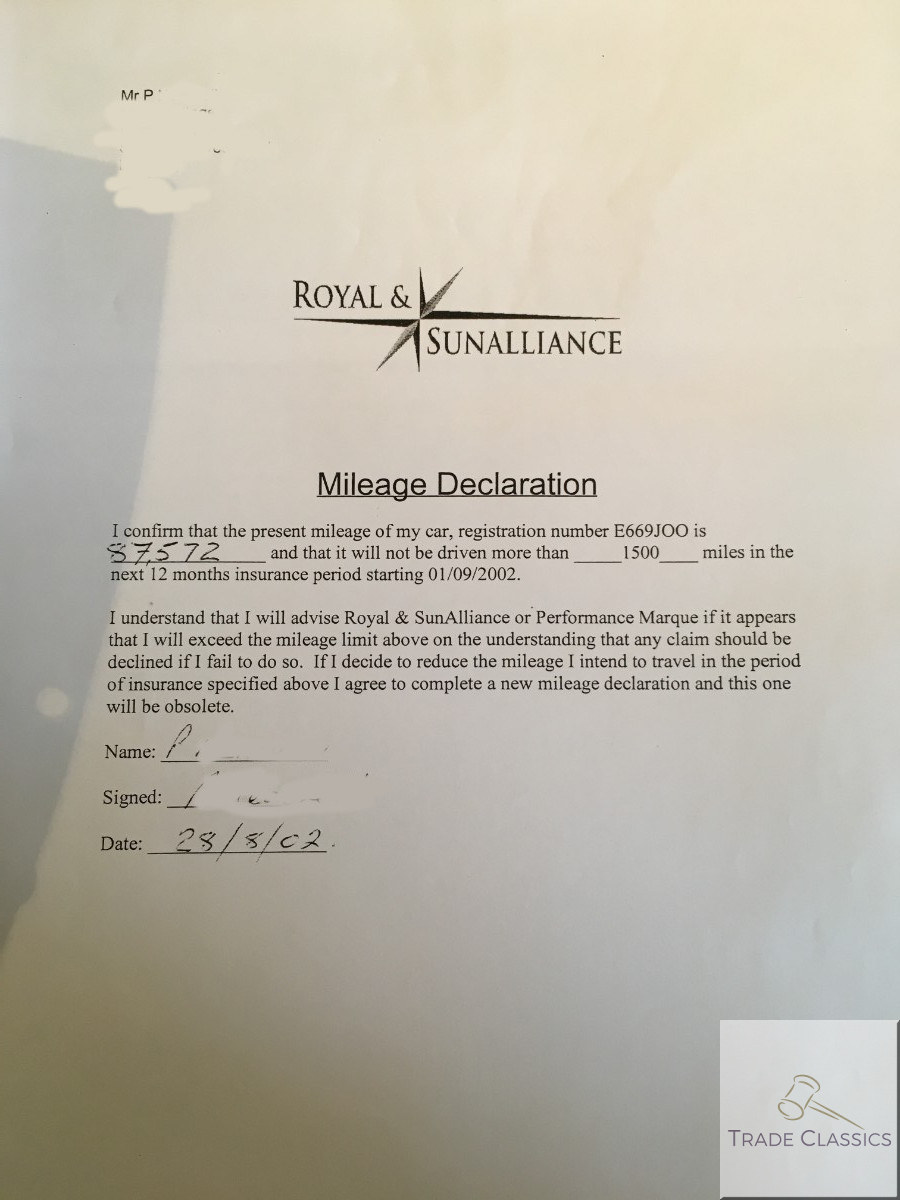 Mr P
ROYAL &
SUNALLIANCE
Mileage Declaration
I confirm that the present mileage of my car, registration number E669JOO is
87,572 and that it will not be driven more than ____1500____ miles in the
next 12 months insurance period starting 01/09/2002.
I understand that I will advise Royal & SunAlliance or Performance Marque if it appears
that I will exceed the mileage limit above on the understanding that any claim should be
declined if I fail to do so. If I decide to reduce the mileage I intend to travel in the period
of insurance specified above I agree to complete a new mileage declaration and this one
will be obsolete.
Name: P.
Signed:
Date: 28/8/02.
TRADE CLASSICS